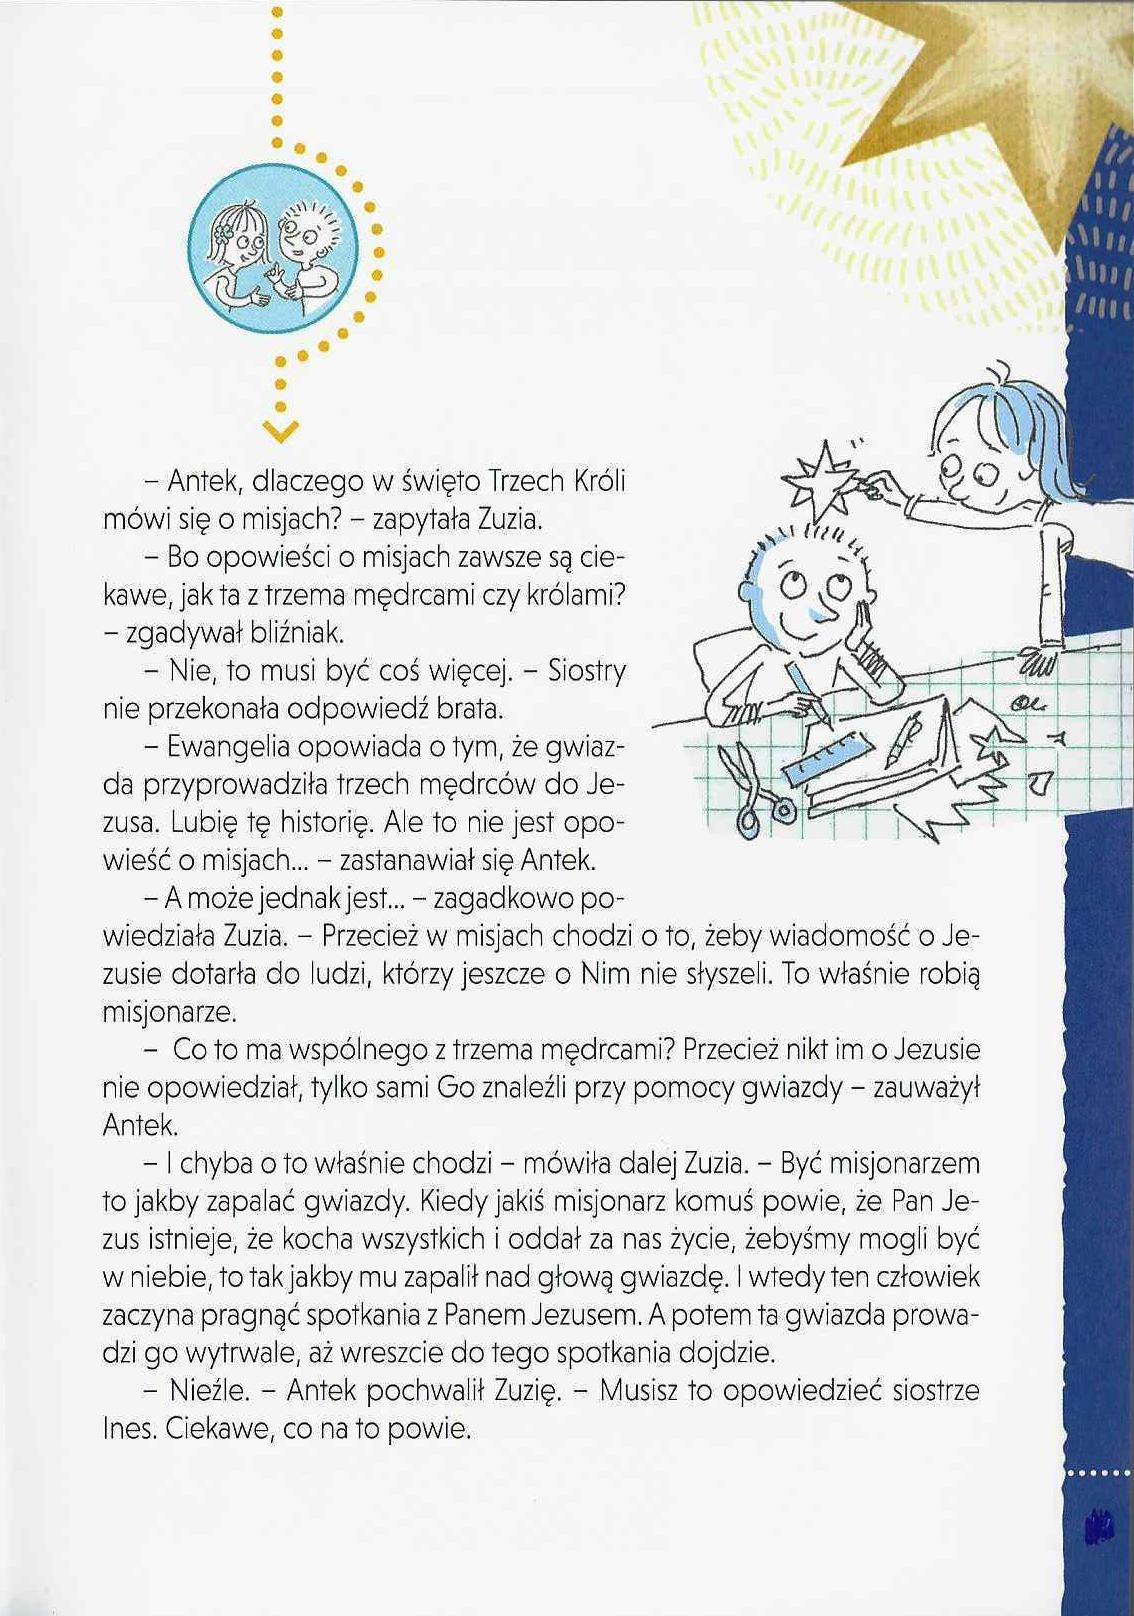 – Antek, dlaczego w święto Trzech Króli
mówi się o misjach? – zapytała Zuzia.
– Bo opowieści o misjach zawsze są cie-
kawe, jak ta z trzema mędrcami czy królami?
– zgadywał bliźniak.
– Nie, to musi być coś więcej. – Siostry
nie przekonała odpowiedź brata.
– Ewangelia opowiada o tym, że gwiaz-
da przyprowadziła trzech mędrców do Je-
zusa. Lubię tę historię. Ale to nie jest opo-
wieść o misjach... – zastanawiał się Antek.
– A może jednak jest... – zagadkowo po-
wiedziała Zuzia. – Przecież w misjach chodzi o to, żeby wiadomość o Je-
zusie dotarła do ludzi, którzy jeszcze o Nim nie słyszeli. To właśnie robią
misjonarze.
– Co to ma wspólnego z trzema mędrcami? Przecież nikt im o Jezusie
nie opowiedział, tylko sami Go znaleźli przy pomocy gwiazdy – zauważył
Antek.
– I chyba o to właśnie chodzi – mówiła dalej Zuzia. – Być misjonarzem
to jakby zapalać gwiazdy. Kiedy jakiś misjonarz komuś powie, że Pan Je-
zus istnieje, że kocha wszystkich i oddał za nas życie, żebyśmy mogli być
w niebie, to tak jakby mu zapalił nad głową gwiazdę. I wtedy ten człowiek
zaczyna pragnąć spotkania z Panem Jezusem. A potem ta gwiazda prowa-
dzi go wytrwale, aż wreszcie do tego spotkania dojdzie.
– Nieźle. – Antek pochwalił Zuzię. – Musisz to opowiedzieć siostrze
Ines. Ciekawe, co na to powie.